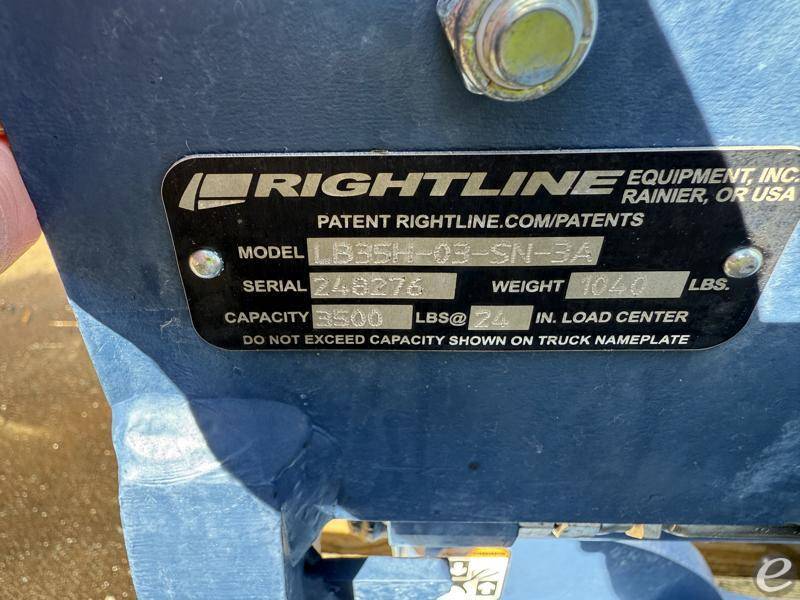 RIGHTLINE EQUIPMENT, INC.
RAINIER, OR USA
PATENT RIGHTLINE.COM/PATENTS
MODEL LB35H-03-SN-3A
SERIAL 248276 WEIGHT 1040 LBS.
CAPACITY 3500 LBS@ 24 IN. LOAD CENTER
DO NOT EXCEED CAPACITY SHOWN ON TRUCK NAMEPLATE
e